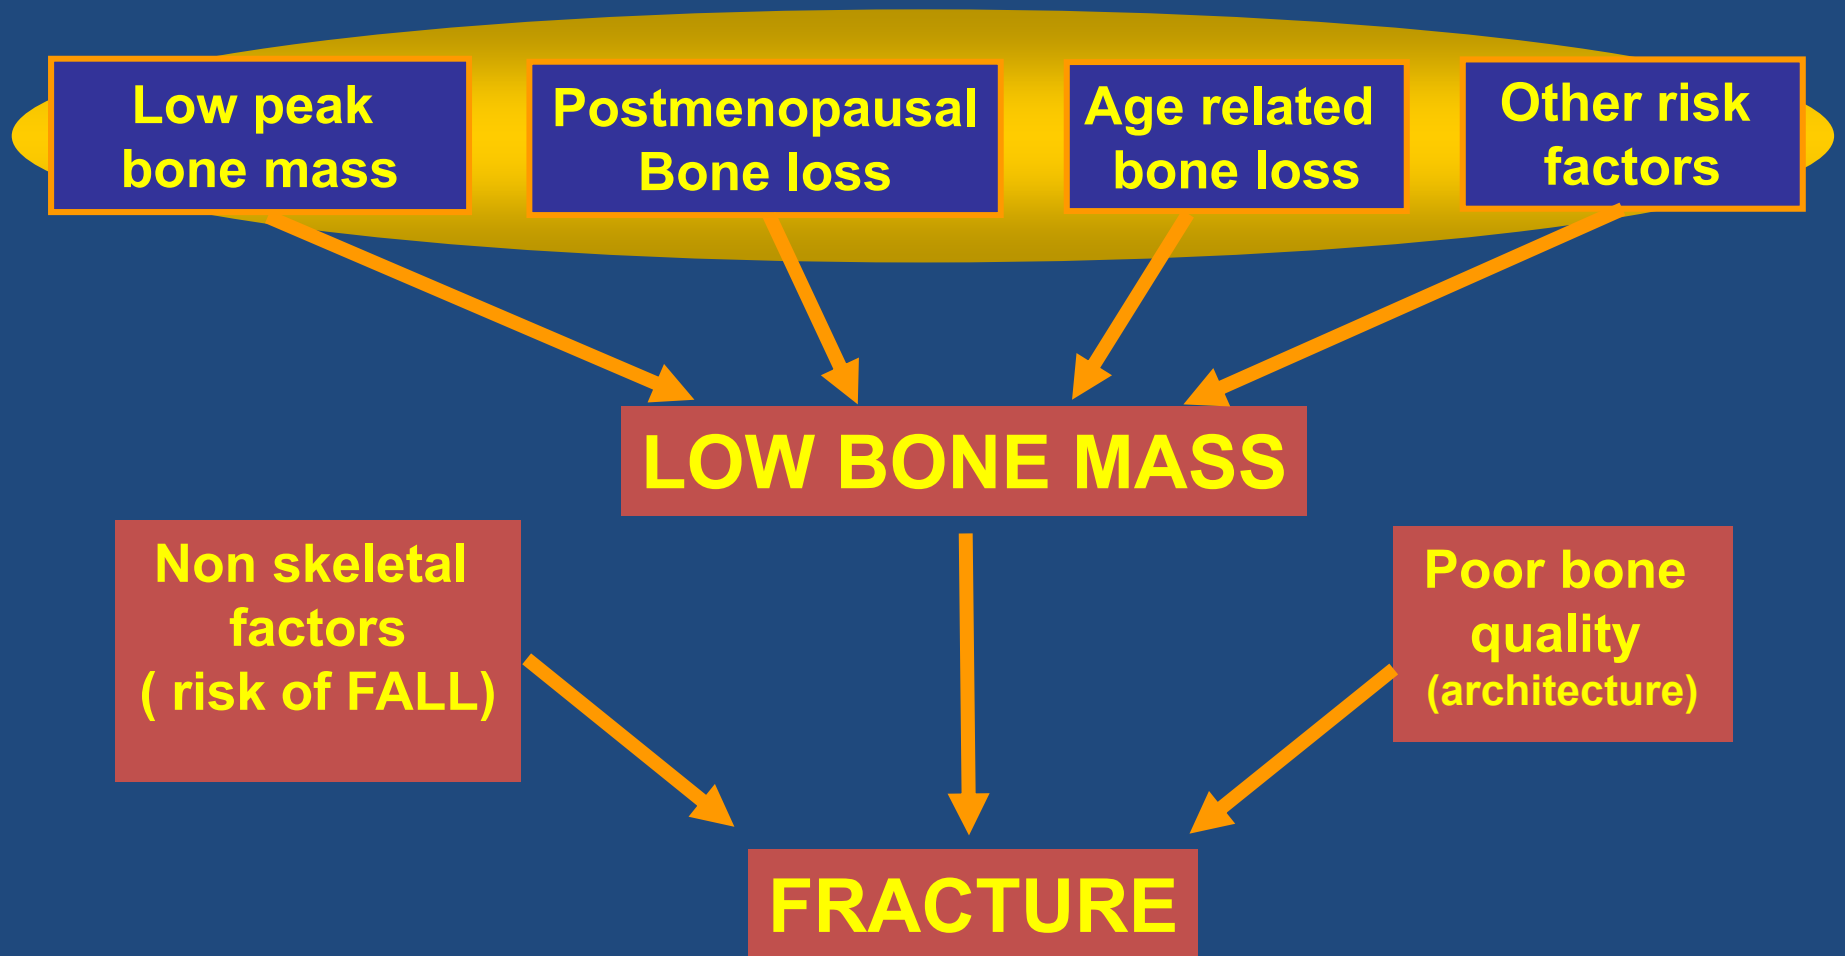 Low peak
bone mass
Postmenopausal
Bone loss
Age related
bone loss
Other risk
factors
LOW BONE MASS
Non skeletal
factors
( risk of FALL)
Poor bone
quality
(architecture)
FRACTURE